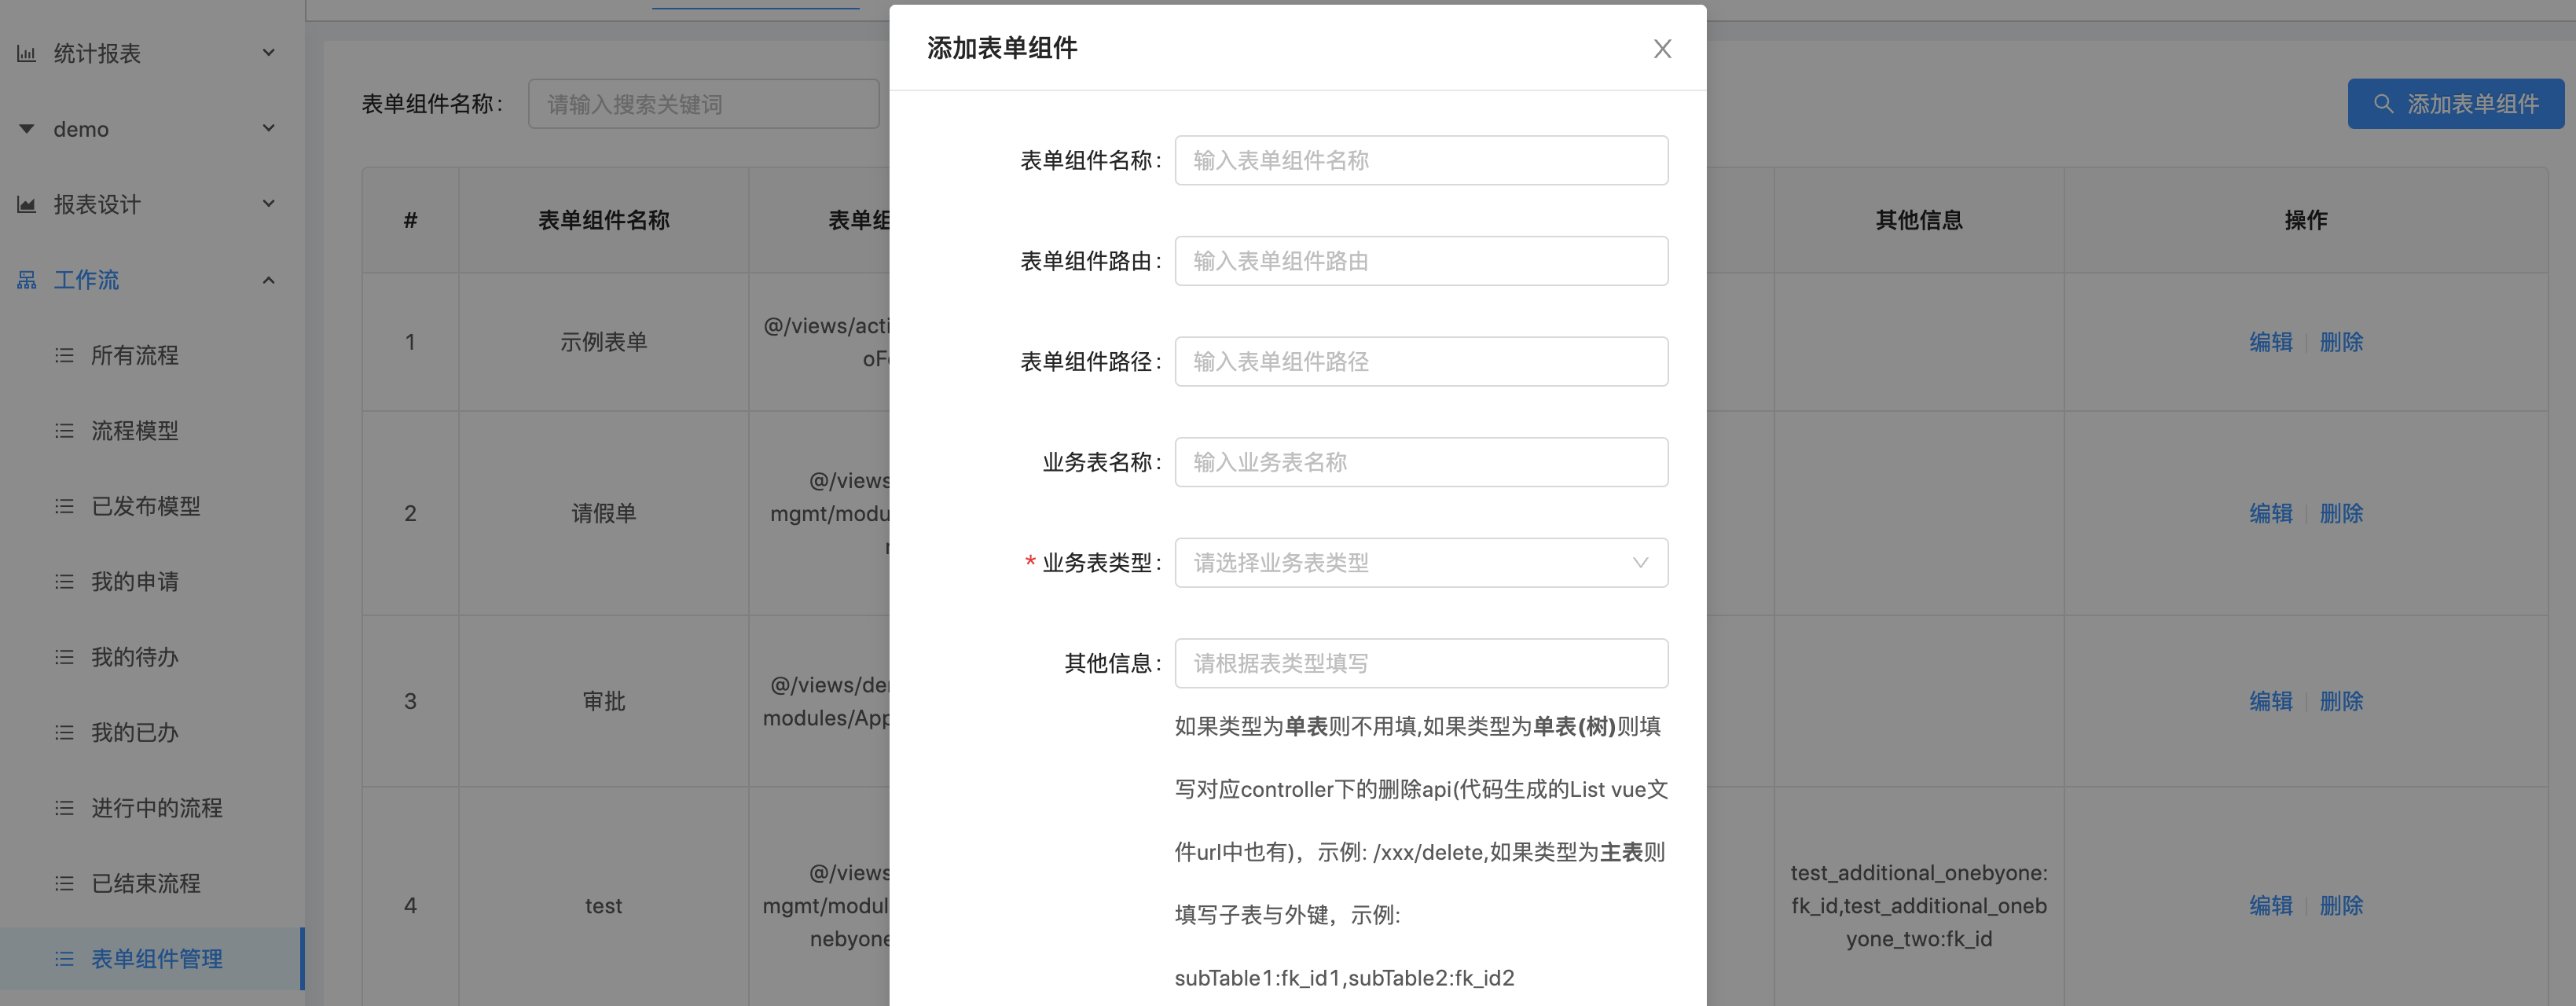 统计报表
demo
报表设计
工作流
所有流程
流程模型
已发布模型
我的申请
我的待办
我的已办
进行中的流程
已结束流程
表单组件管理
表单组件名称：
请输入搜索关键词
添加表单组件
#
表单组件名称
表单组
其他信息
操作
1
示例表单
@/views/acti
oF
编辑
删除
2
请假单
@/views
mgmt/modu
编辑
删除
3
审批
@/views/de
modules/App
编辑
删除
4
test
@/views
mgmt/modul
nebyone
test_additional_onebyone:
fk_id,test_additional_oneb
yone_two:fk_id
编辑
删除
添加表单组件
表单组件名称：
输入表单组件名称
表单组件路由：
输入表单组件路由
表单组件路径：
输入表单组件路径
业务表名称：
输入业务表名称
* 业务表类型：
请选择业务表类型
其他信息：
请根据表类型填写
如果类型为单表则不用填,如果类型为单表(树)则填
写对应controller下的删除api(代码生成的List vue文
件url中也有)，示例: /xxx/delete,如果类型为主表则
填写子表与外键，示例:
subTable1:fk_id1,subTable2:fk_id2